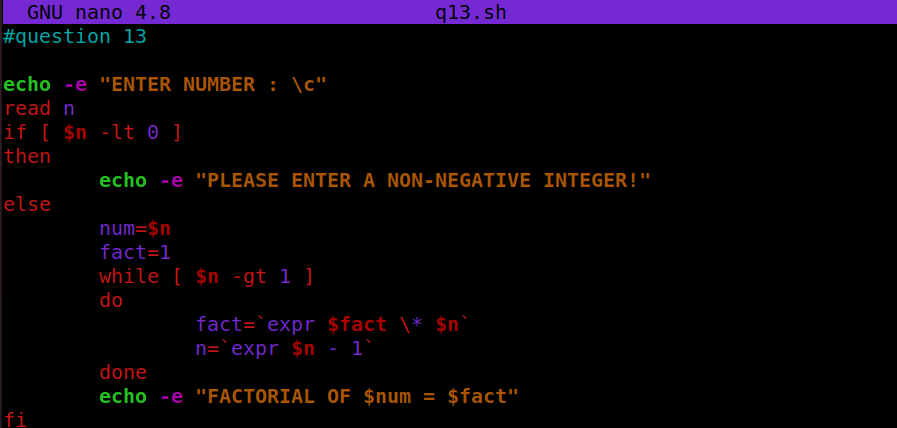 GNU nano 4.8 q13.sh
#question 13
echo -e "ENTER NUMBER : \c"
read n
if [ $n -lt 0 ]
then
echo -e "PLEASE ENTER A NON-NEGATIVE INTEGER!"
else
num=$n
fact=1
while [ $n -gt 1 ]
do
fact=`expr $fact \* $n`
n=`expr $n - 1`
done
echo -e "FACTORIAL OF $num = $fact"
fi